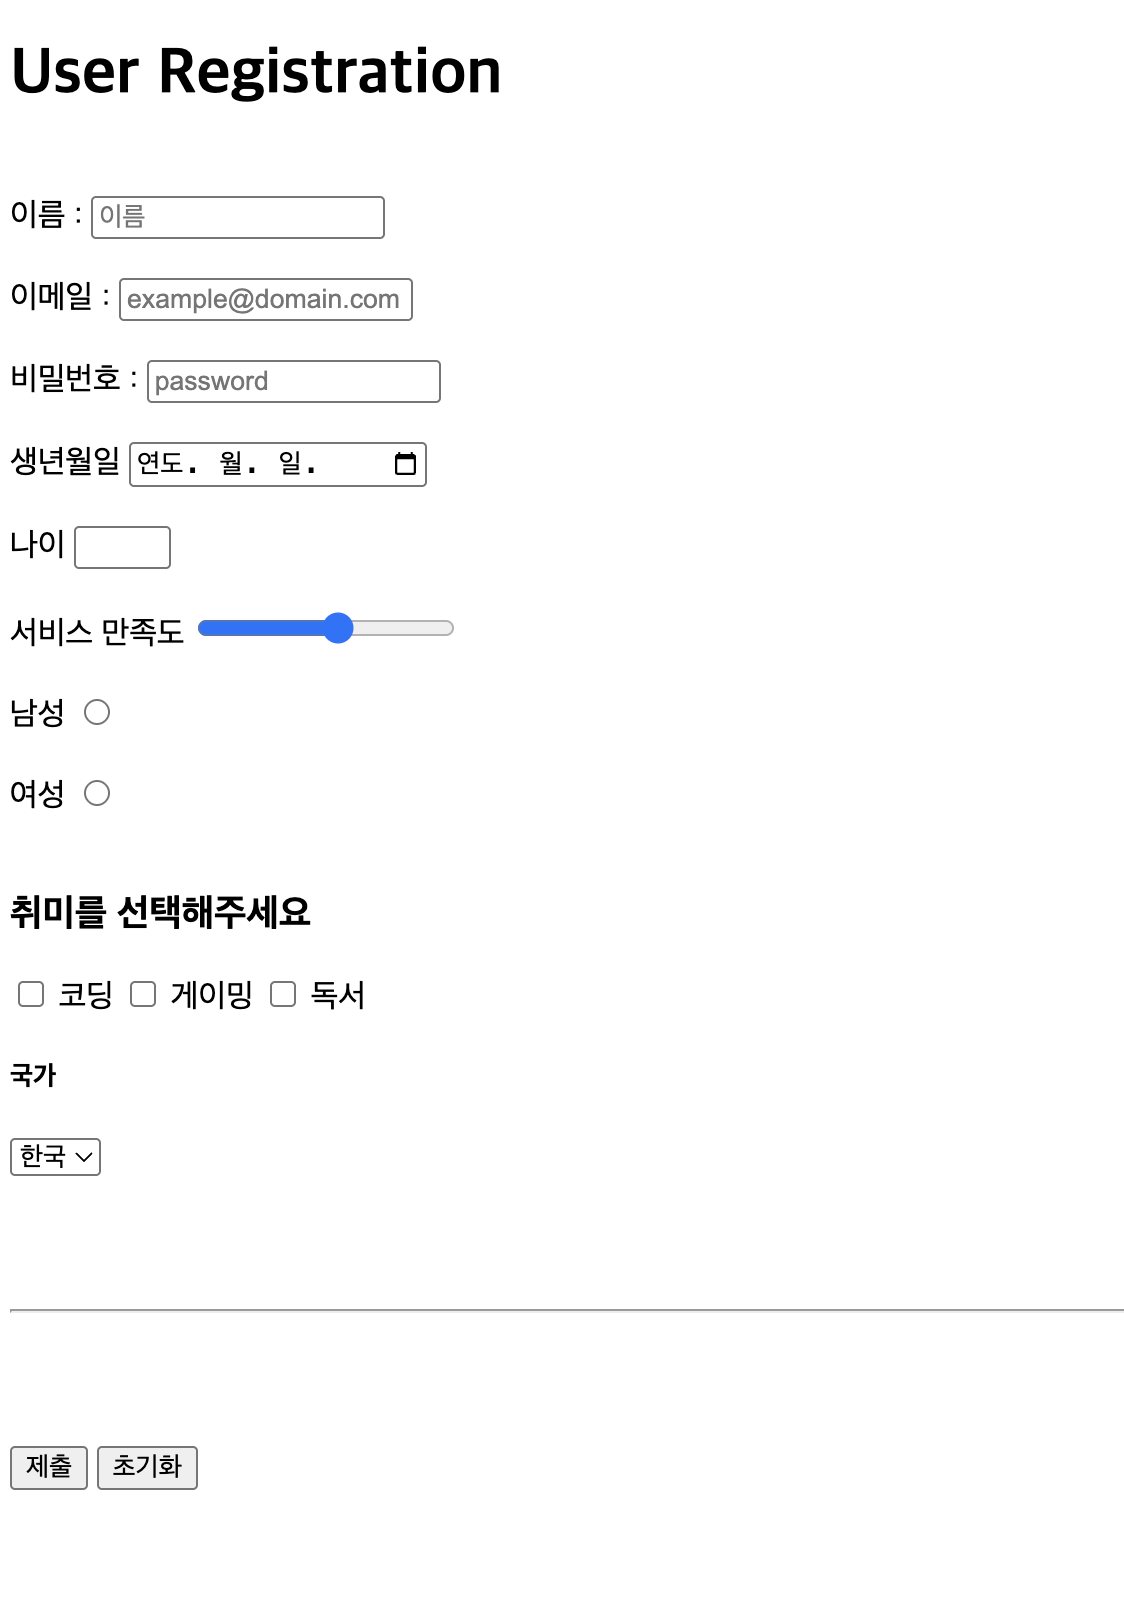 User Registration
이름 : 이름
이메일 : example@domain.com
비밀번호 : password
생년월일 연도. 월. 일.
나이
서비스 만족도
남성
여성
취미를 선택해주세요
코딩 게이밍 독서
국가
한국
제출 초기화